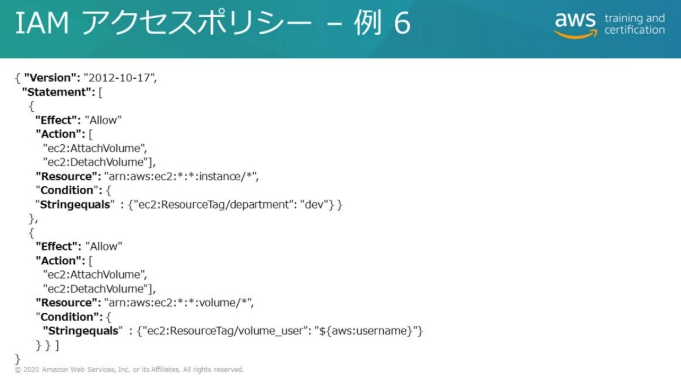 IAM アクセスポリシー – 例 6
aws training and
certification
{ "Version": "2012-10-17",
"Statement": [
{
"Effect": "Allow"
"Action": [
"ec2:AttachVolume",
"ec2:DetachVolume"],
"Resource": "arn:aws:ec2:*:*:instance/*",
"Condition": {
"Stringequals" : {"ec2:ResourceTag/department": "dev"} }
},
{
"Effect": "Allow"
"Action": [
"ec2:AttachVolume",
"ec2:DetachVolume"],
"Resource": "arn:aws:ec2:*:*:volume/*",
"Condition": {
"Stringequals" : {"ec2:ResourceTag/volume_user": "${aws:username}"}
} } ]
}
© 2020 Amazon Web Services, Inc. or its Affiliates. All rights reserved.